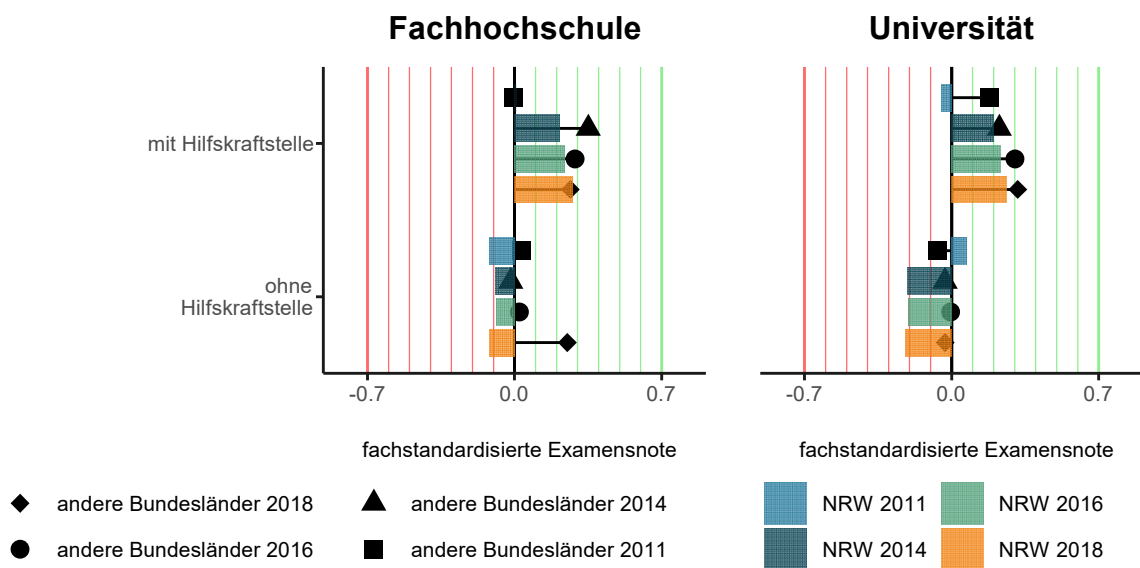 Fachhochschule
Universität
mit Hilfskraftstelle
ohne
Hilfskraftstelle
-0.7 0.0 0.7
-0.7 0.0 0.7
fachstandardisierte Examensnote
fachstandardisierte Examensnote
andere Bundesländer 2018
andere Bundesländer 2014
andere Bundesländer 2016
andere Bundesländer 2011
NRW 2011
NRW 2016
NRW 2014
NRW 2018